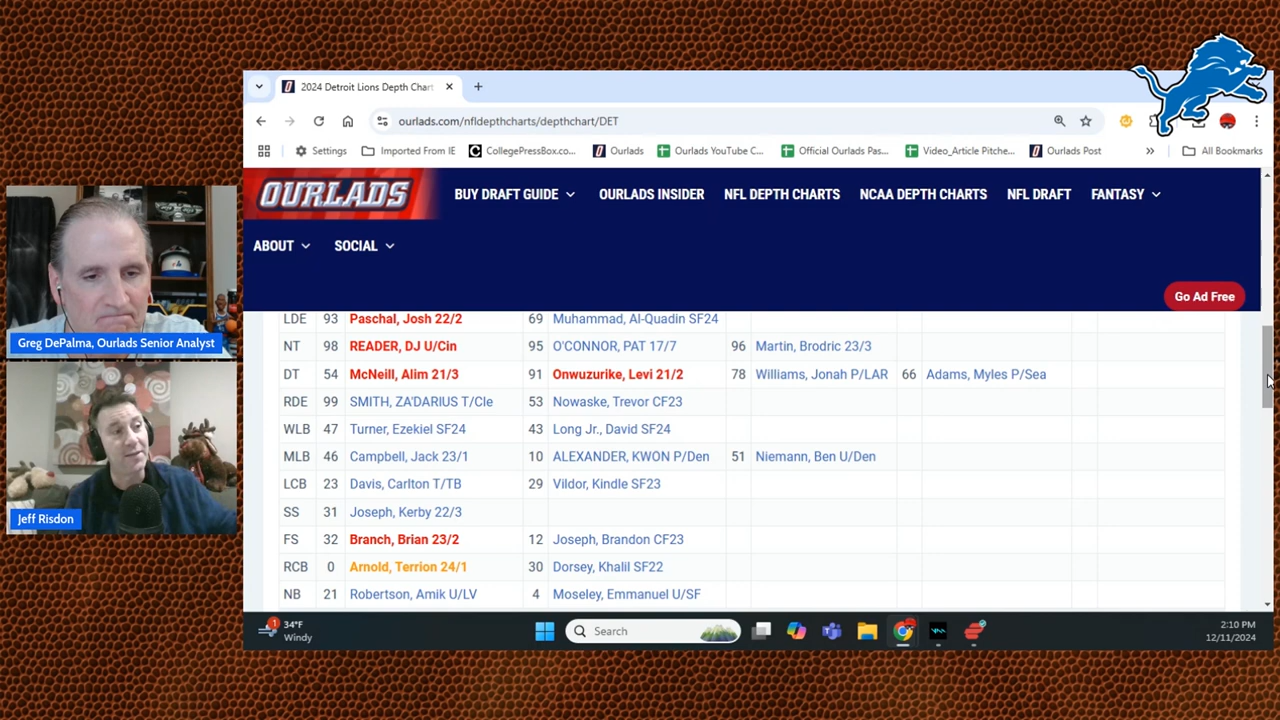 2024 Detroit Lions Depth Chart
ourlads.com/nfldepthcharts/depthchart/DET
Settings Imported From IE CollegePressBox.co... Ourlads Ourlads YouTube C... Official Ourlads Pas... Video_Article Pitche... Ourlads Post » All Bookmarks
OURLADS BUY DRAFT GUIDE OURLADS INSIDER NFL DEPTH CHARTS NCAA DEPTH CHARTS NFL DRAFT FANTASY
ABOUT SOCIAL
Go Ad Free
LDE 93 Paschal, Josh 22/2 69 Muhammad, Al-Quadin SF24
NT 98 READER, DJ U/Cin 95 O'CONNOR, PAT 17/7 96 Martin, Brodric 23/3
DT 54 McNeill, Alim 21/3 91 Onwuzurike, Levi 21/2 78 Williams, Jonah P/LAR 66 Adams, Myles P/Sea
RDE 99 SMITH, ZA'DARIUS T/Cle 53 Nowaske, Trevor CF23
WLB 47 Turner, Ezekiel SF24 43 Long Jr., David SF24
MLB 46 Campbell, Jack 23/1 10 ALEXANDER, KWON P/Den 51 Niemann, Ben U/Den
LCB 23 Davis, Carlton T/TB 29 Vildor, Kindle SF23
SS 31 Joseph, Kerby 22/3
FS 32 Branch, Brian 23/2 12 Joseph, Brandon CF23
RCB 0 Arnold, Terrion 24/1 30 Dorsey, Khalil SF22
NB 21 Robertson, Amik U/LV 4 Moseley, Emmanuel U/SF
Greg DePalma, Ourlads Senior Analyst
Jeff Risdon
1
34°F
Windy
Search
2:10 PM
12/11/2024